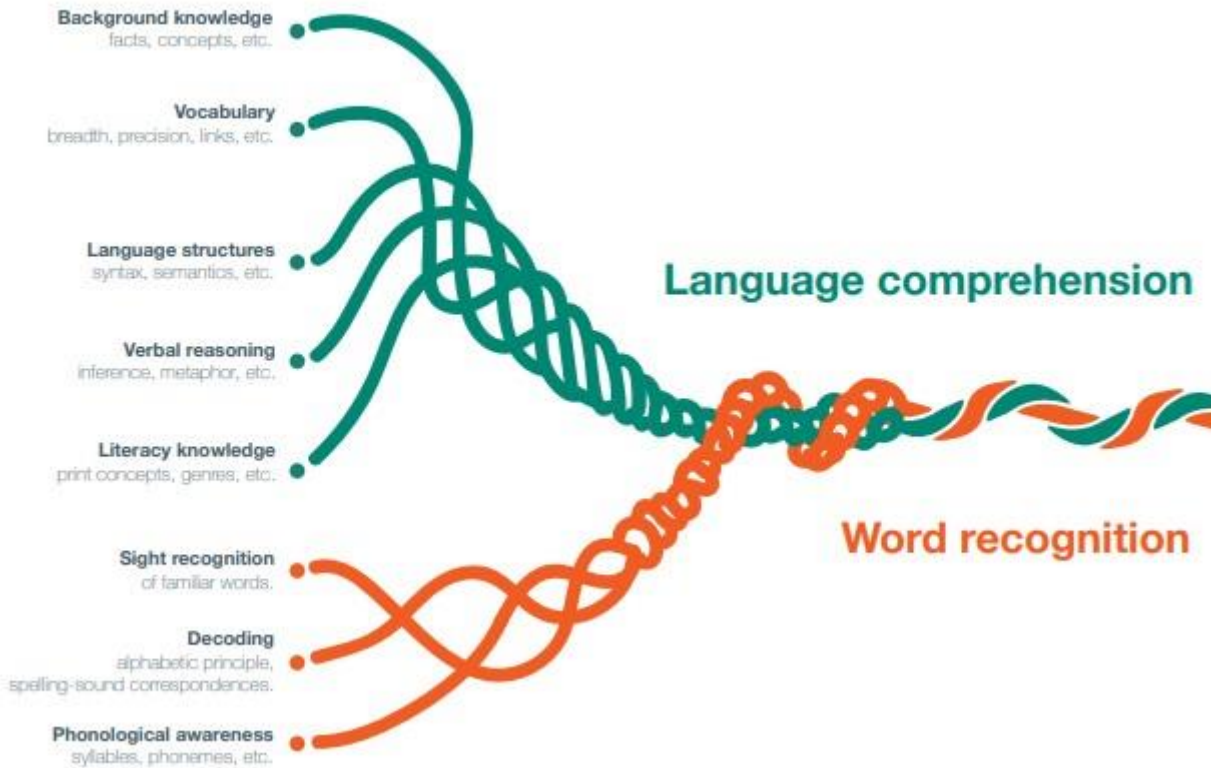 Background knowledge
facts, concepts, etc.
Vocabulary
breadth, precision, links, etc.
Language structures
syntax, semantics, etc.
Verbal reasoning
inference, metaphor, etc.
Literacy knowledge
print concepts, genres, etc.
Language comprehension
Word recognition
Sight recognition
of familiar words.
Decoding
alphabetic principle,
spelling-sound correspondences.
Phonological awareness
syllables, phonemes, etc.